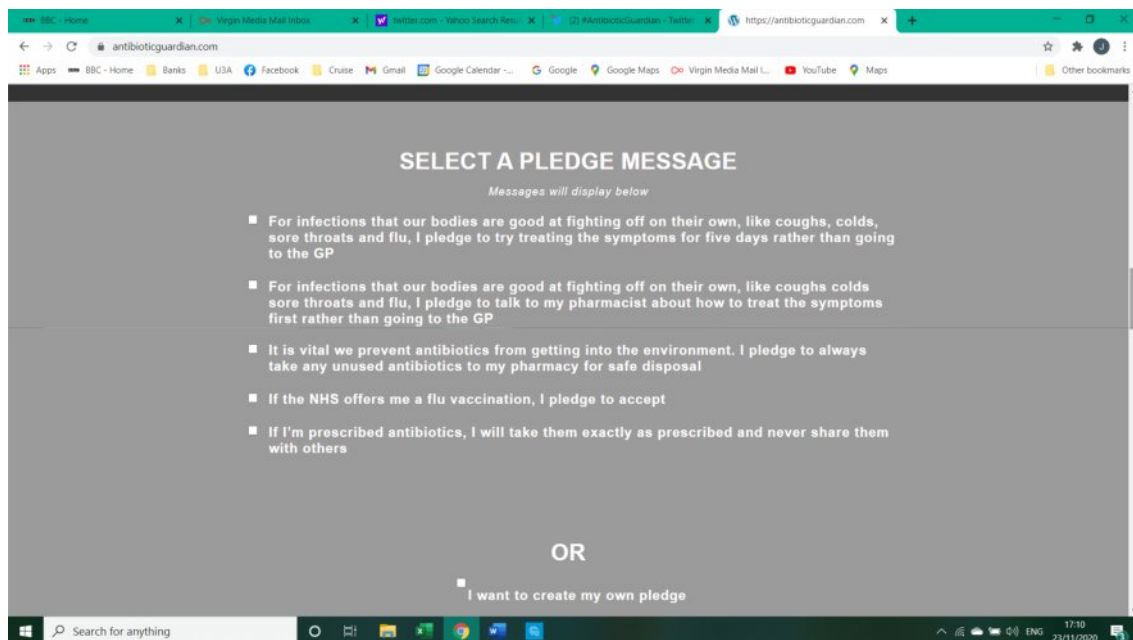 BBC - Home
Virgin Media Mail Inbox
twitter.com - Yahoo Search Resul
(2) #AntibioticGuardian - Twitter
https://antibioticguardian.com
antibioticguardian.com
J
Apps
BBC - Home
Banks
U3A
Facebook
Cruise
Gmail
Google Calendar -...
Google
Google Maps
Virgin Media Mail I...
YouTube
Maps
Other bookmarks
SELECT A PLEDGE MESSAGE
Messages will display below
For infections that our bodies are good at fighting off on their own, like coughs, colds,
sore throats and flu, I pledge to try treating the symptoms for five days rather than going
to the GP
For infections that our bodies are good at fighting off on their own, like coughs colds
sore throats and flu, I pledge to talk to my pharmacist about how to treat the symptoms
first rather than going to the GP
It is vital we prevent antibiotics from getting into the environment. I pledge to always
take any unused antibiotics to my pharmacy for safe disposal
If the NHS offers me a flu vaccination, I pledge to accept
If I'm prescribed antibiotics, I will take them exactly as prescribed and never share them
with others
OR
I want to create my own pledge
Search for anything
ENG
17:10
23/11/2020